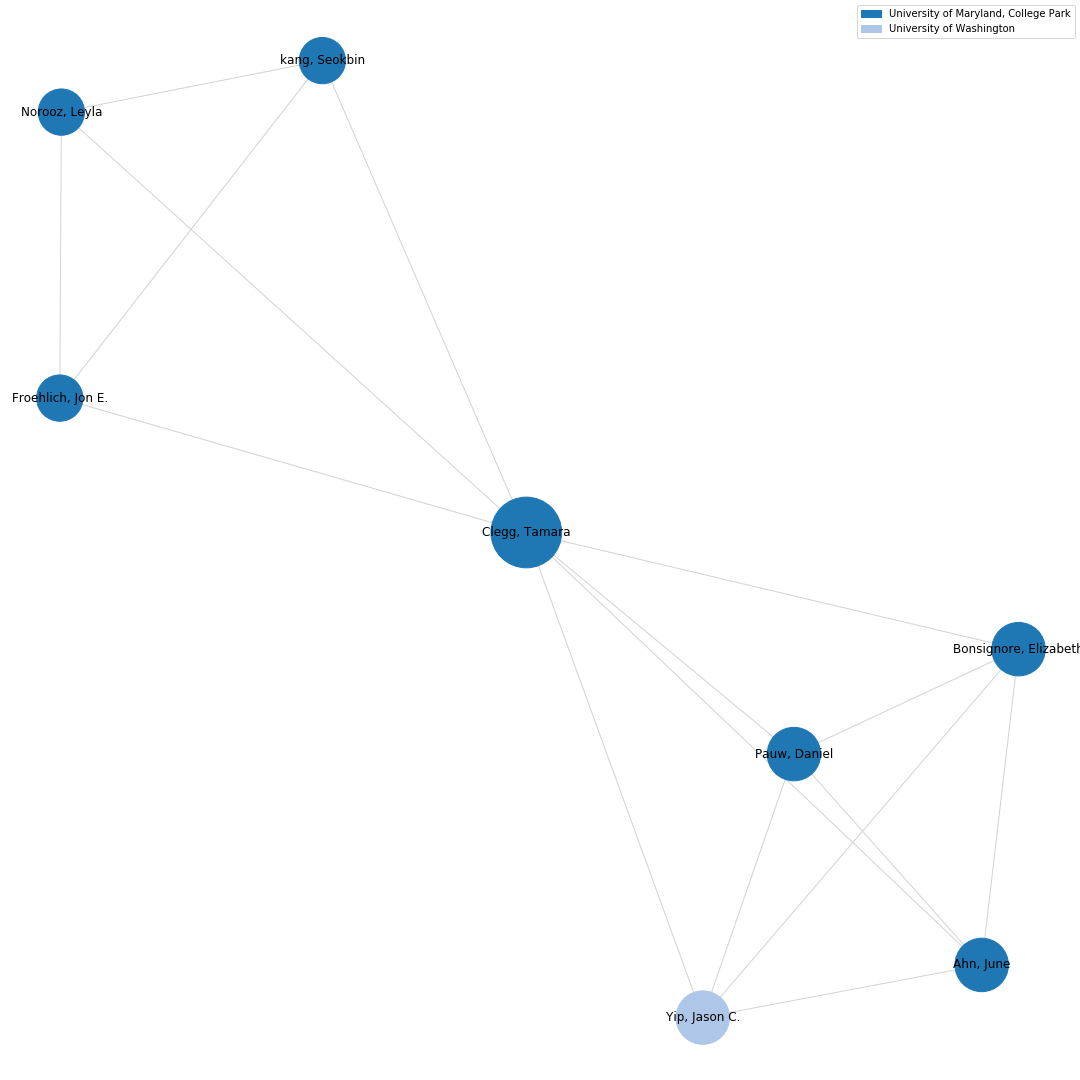 University of Maryland, College Park
University of Washington
kang, Seokbin
Norooz, Leyla
Froehlich, Jon E.
Clegg, Tamara
Bonsignore, Elizabeth
Pauw, Daniel
Ahn, June
Yip, Jason C.